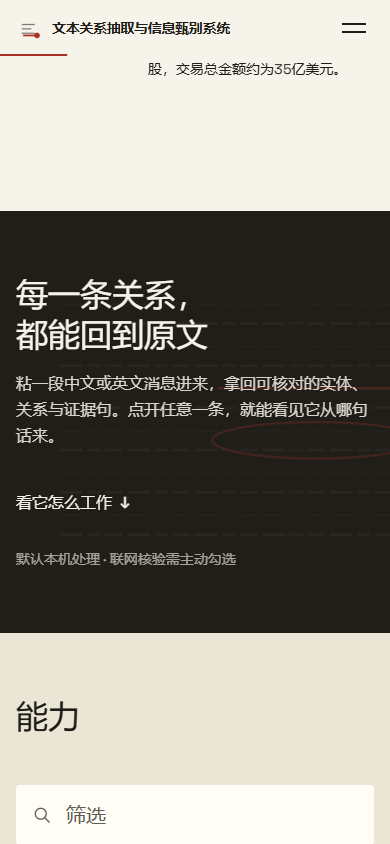 文本关系抽取与信息甄别系统
股，交易总金额约为35亿美元。
每一条关系，
都能回到原文
粘一段中文或英文消息进来，拿回可核对的实体、
关系与证据句。点开任意一条，就能看见它从哪句
话来。
看它怎么工作 ↓
默认本机处理 · 联网核验需主动勾选
能力
筛选